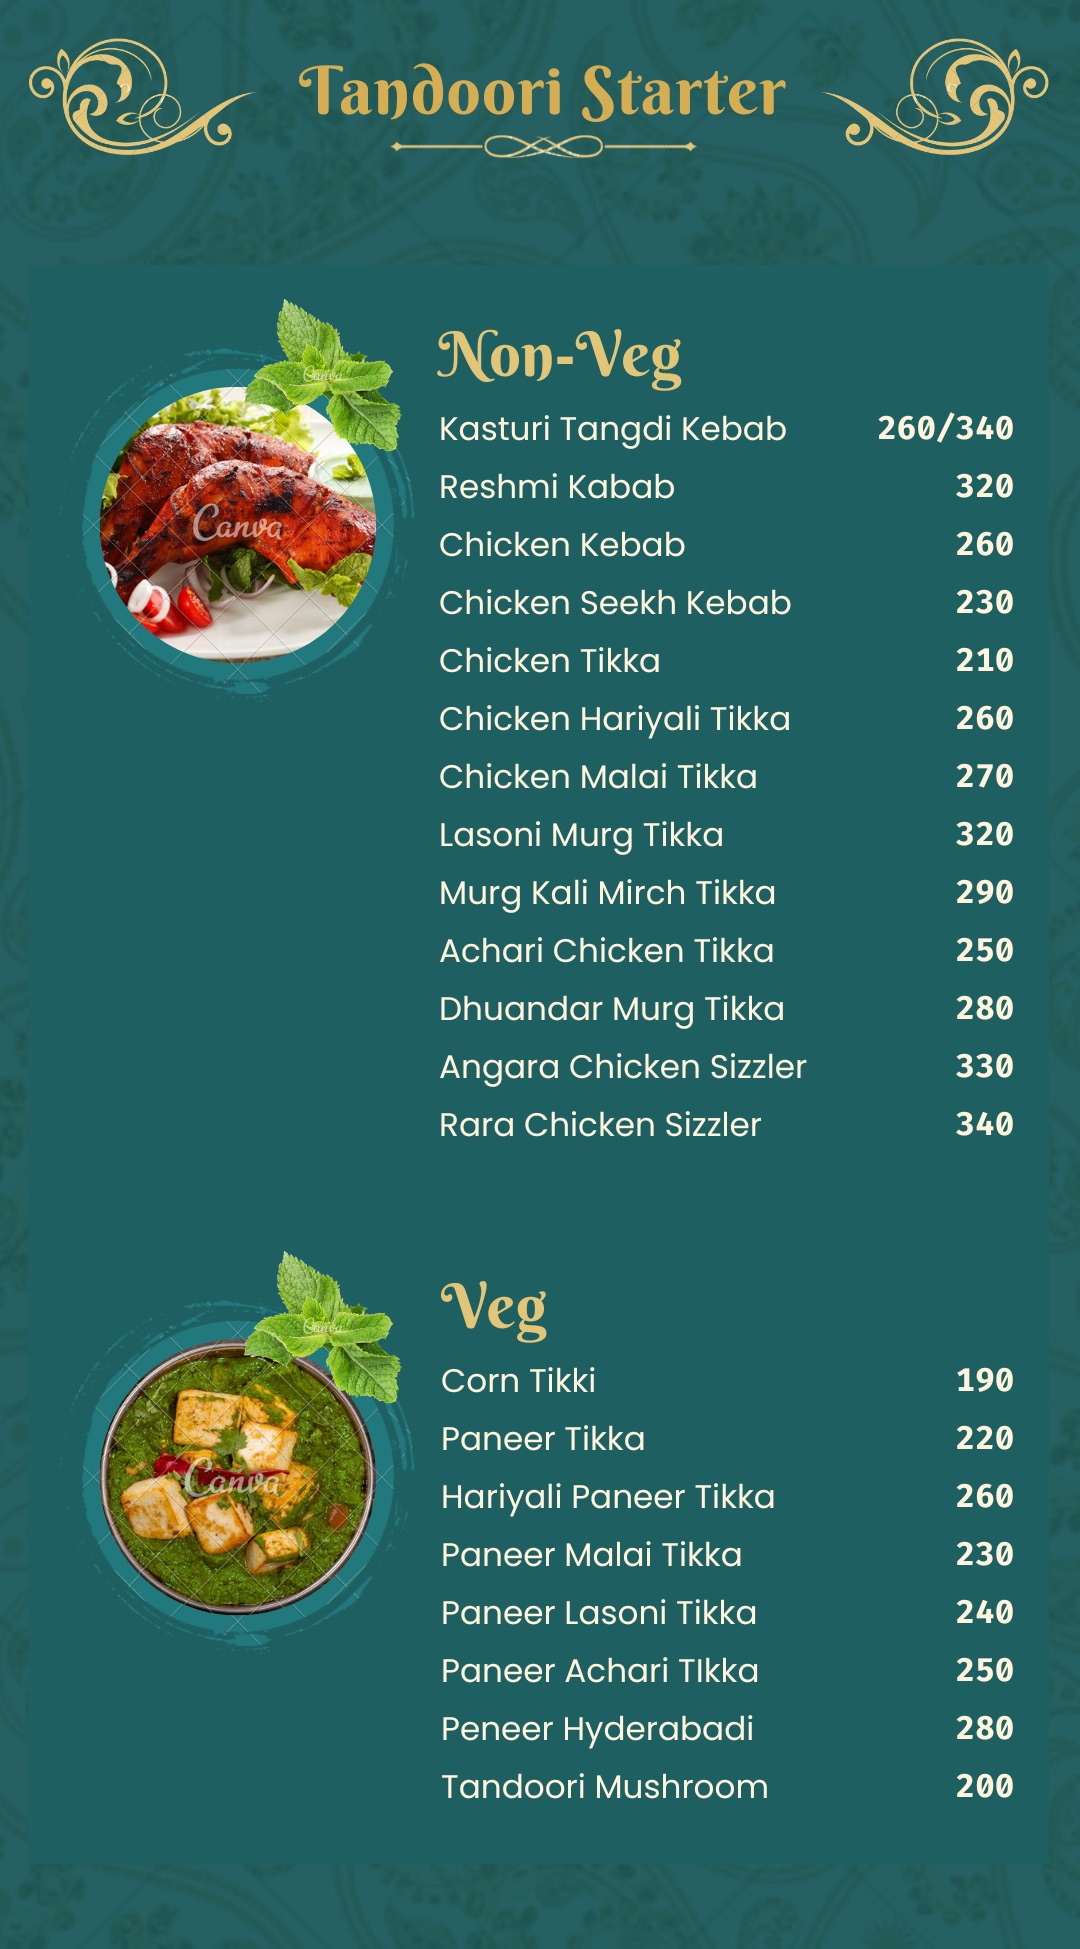 Tandoori Starter
Canva
Non-Veg
Kasturi Tangdi Kebab 260/340
Reshmi Kabab 320
Canva
Chicken Kebab 260
Chicken Seekh Kebab 230
Chicken Tikka 210
Chicken Hariyali Tikka 260
Chicken Malai Tikka 270
Lasoni Murg Tikka 320
Murg Kali Mirch Tikka 290
Achari Chicken Tikka 250
Dhuandar Murg Tikka 280
Angara Chicken Sizzler 330
Rara Chicken Sizzler 340
Canva
Veg
Corn Tikki 190
Paneer Tikka 220
Canva
Hariyali Paneer Tikka 260
Paneer Malai Tikka 230
Paneer Lasoni Tikka 240
Paneer Achari TIkka 250
Peneer Hyderabadi 280
Tandoori Mushroom 200